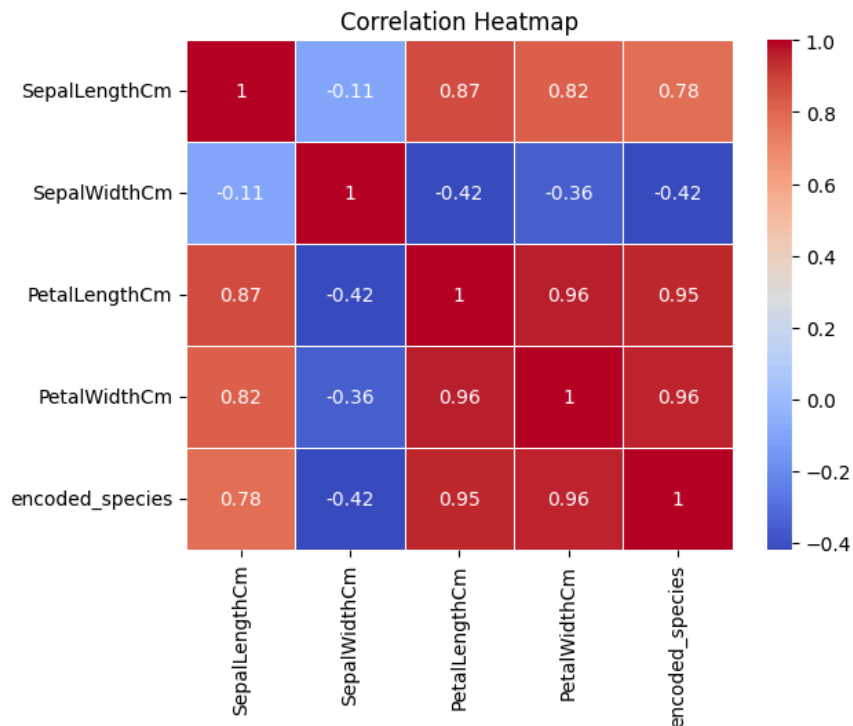 Correlation Heatmap
SepalLengthCm 1 -0.11 0.87 0.82 0.78
SepalWidthCm -0.11 1 -0.42 -0.36 -0.42
PetalLengthCm 0.87 -0.42 1 0.96 0.95
PetalWidthCm 0.82 -0.36 0.96 1 0.96
encoded_species 0.78 -0.42 0.95 0.96 1
SepalLengthCm
SepalWidthCm
PetalLengthCm
PetalWidthCm
encoded_species
1.0
0.8
0.6
0.4
0.2
0.0
−0.2
−0.4